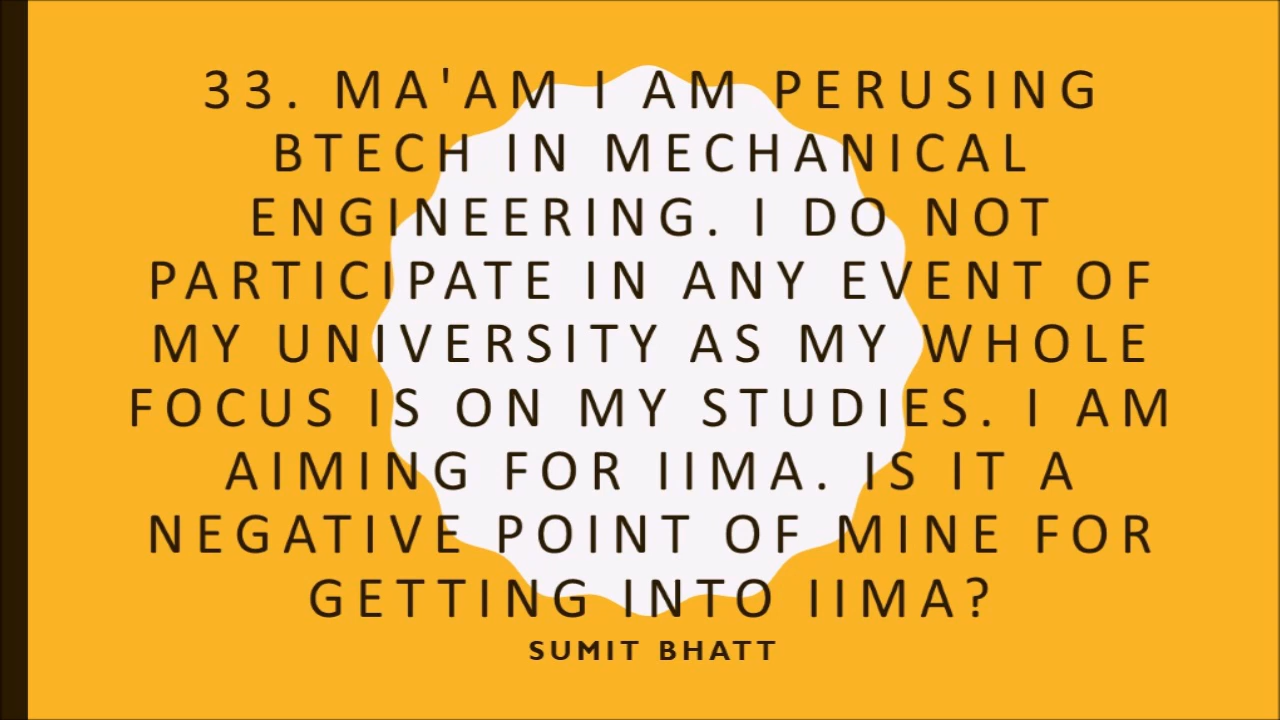 33. MA'AM I AM PERUSING
BTECH IN MECHANICAL
ENGINEERING. I DO NOT
PARTICIPATE IN ANY EVENT OF
MY UNIVERSITY AS MY WHOLE
FOCUS IS ON MY STUDIES. I AM
AIMING FOR IIMA. IS IT A
NEGATIVE POINT OF MINE FOR
GETTING INTO IIMA?
SUMIT BHATT